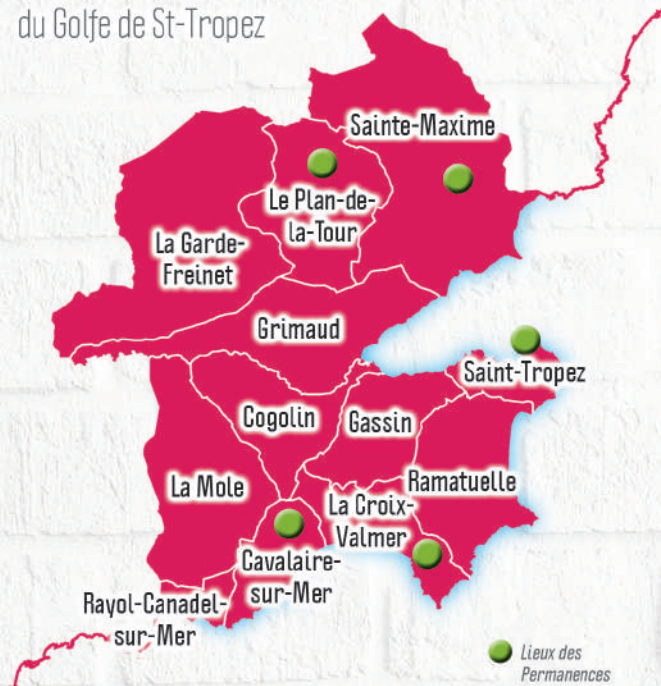 du Golfe de St-Tropez
Sainte-Maxime
Le Plan-de-
la-Tour
La Garde-
Freinet
Grimaud
Saint-Tropez
Cogolin
Gassin
La Mole
Ramatuelle
La Croix-
Valmer
Cavalaire-
sur-Mer
Rayol-Canadel-
sur-Mer
Lieux des
Permanences